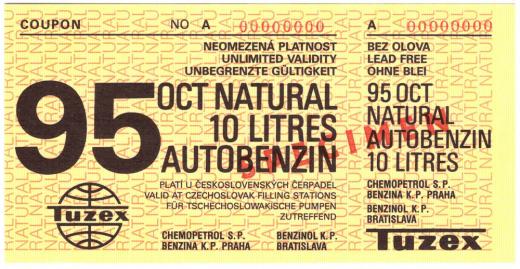 COUPON NO A 00000000
NEOMEZENÁ PLATNOST
UNLIMITED VALIDITY
UNBEGRENZTE GÜLTIGKEIT
95 OCT NATURAL
10 LITRES
AUTOBENZIN
SPECIMEN
PLATÍ U ČESKOSLOVENSKÝCH ČERPADEL
VALID AT CZECHOSLOVAK FILLING STATIONS
FÜR TSCHECHOSLOWAKISCHE PUMPEN
ZUTREFFEND
Tuzex
CHEMOPETROL S.P.
BENZINA K.P. PRAHA
BENZINOL K.P.
BRATISLAVA
A 00000000
BEZ OLOVA
LEAD FREE
OHNE BLEI
95 OCT
NATURAL
AUTOBENZIN
10 LITRES
CHEMOPETROL S.P.
BENZINA K.P. PRAHA
BENZINOL K.P.
BRATISLAVA
Tuzex